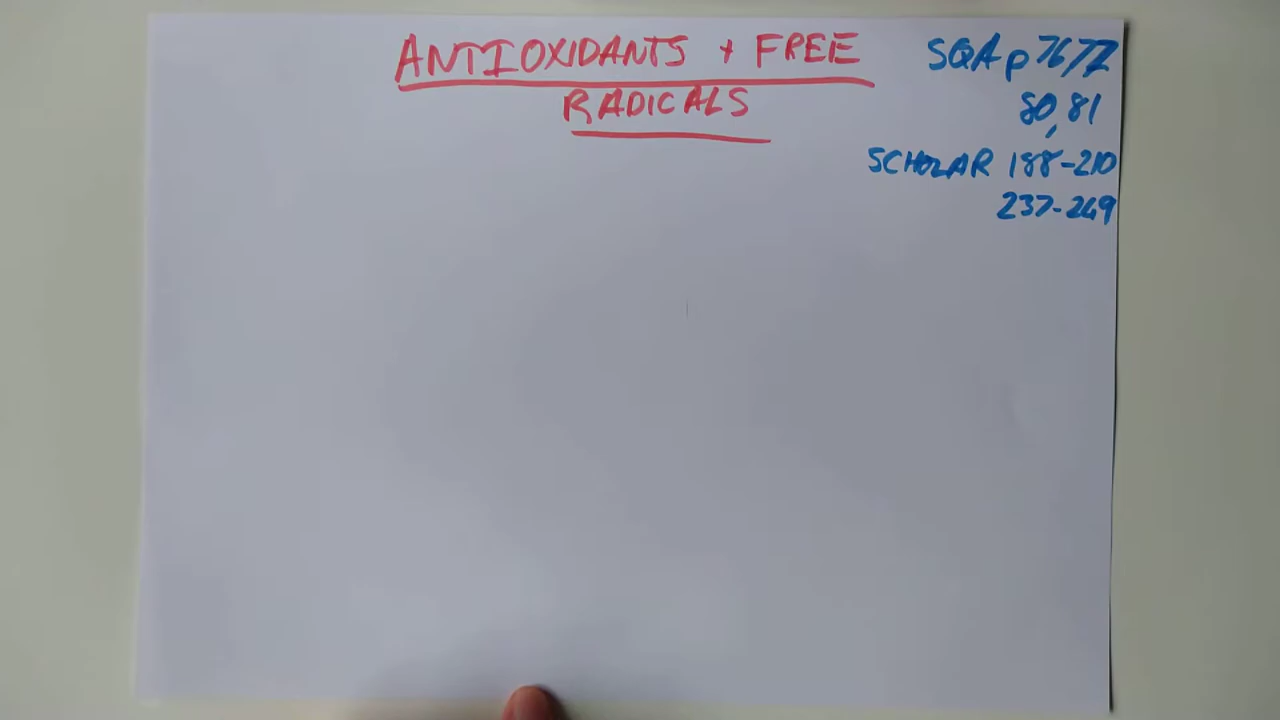 ANTIOXIDANTS + FREE
RADICALS
SQA p 76 77
80, 81
SCHOLAR 188-210
237-249